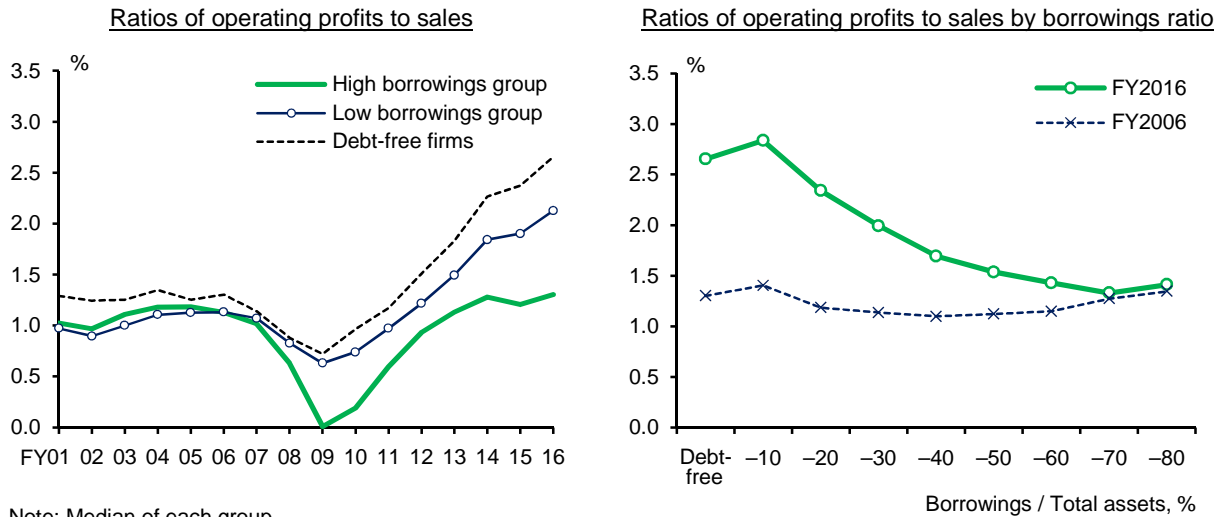 Ratios of operating profits to sales
%
3.5
3.0
2.5
2.0
1.5
1.0
0.5
0.0
High borrowings group
Low borrowings group
Debt-free firms
FY01 02 03 04 05 06 07 08 09 10 11 12 13 14 15 16
Note: Median of each group
Ratios of operating profits to sales by borrowings ratio
%
3.5
3.0
2.5
2.0
1.5
1.0
0.5
0.0
FY2016
FY2006
Debt-
free
–10 –20 –30 –40 –50 –60 –70 –80
Borrowings / Total assets, %